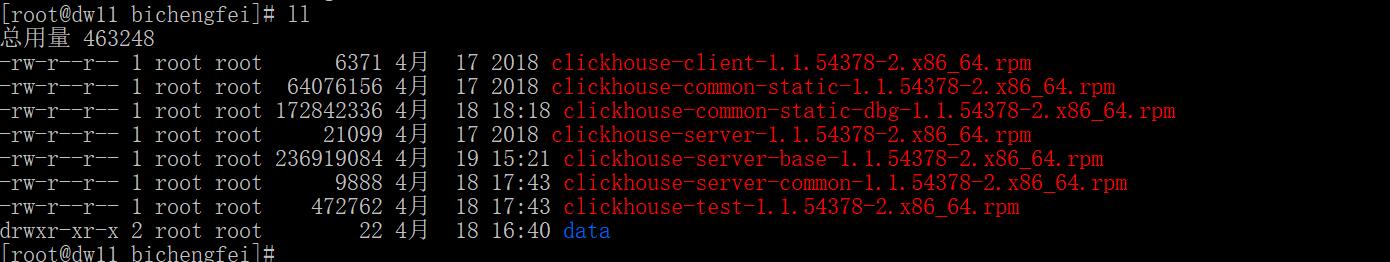 [root@dw11 bichengfei]# ll
总用量 463248
-rw-r--r-- 1 root root      6371 4月  17 2018 clickhouse-client-1.1.54378-2.x86_64.rpm
-rw-r--r-- 1 root root  64076156 4月  17 2018 clickhouse-common-static-1.1.54378-2.x86_64.rpm
-rw-r--r-- 1 root root 172842336 4月  18 18:18 clickhouse-common-static-dbg-1.1.54378-2.x86_64.rpm
-rw-r--r-- 1 root root     21099 4月  17 2018 clickhouse-server-1.1.54378-2.x86_64.rpm
-rw-r--r-- 1 root root 236919084 4月  19 15:21 clickhouse-server-base-1.1.54378-2.x86_64.rpm
-rw-r--r-- 1 root root      9888 4月  18 17:43 clickhouse-server-common-1.1.54378-2.x86_64.rpm
-rw-r--r-- 1 root root    472762 4月  18 17:43 clickhouse-test-1.1.54378-2.x86_64.rpm
drwxr-xr-x 2 root root        22 4月  18 16:40 data
[root@dw11 bichengfei]#